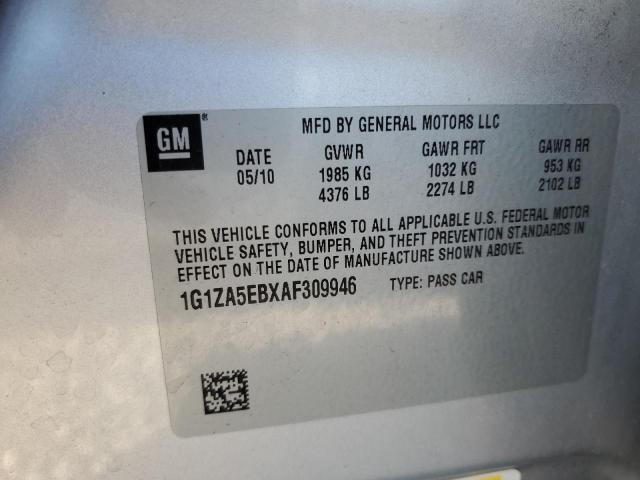 GM
MFD BY GENERAL MOTORS LLC
DATE GVWR GAWR FRT GAWR RR
05/10 1985 KG 1032 KG 953 KG
4376 LB 2274 LB 2102 LB
THIS VEHICLE CONFORMS TO ALL APPLICABLE U.S. FEDERAL MOTOR
VEHICLE SAFETY, BUMPER, AND THEFT PREVENTION STANDARDS IN
EFFECT ON THE DATE OF MANUFACTURE SHOWN ABOVE.
1G1ZA5EBXAF309946 TYPE: PASS CAR